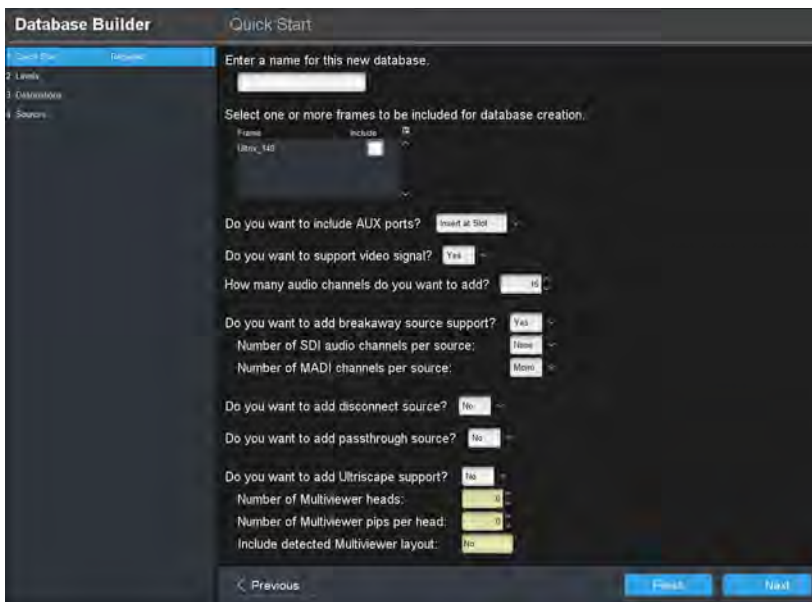 Database Builder
Quick Start
1 Quick Start Required
2 Levels
3 Destinations
4 Sources
Enter a name for this new database.
Select one or more frames to be included for database creation.
Frame Include
Ultrix_140
Do you want to include AUX ports? Insert at Slot
Do you want to support video signal? Yes
How many audio channels do you want to add? 16
Do you want to add breakaway source support? Yes
Number of SDI audio channels per source: None
Number of MADI channels per source: Mono
Do you want to add disconnect source? No
Do you want to add passthrough source? No
Do you want to add Ultriscape support? No
Number of Multiviewer heads: 0
Number of Multiviewer pips per head: 0
Include detected Multiviewer layout: No
< Previous
Finish
Next